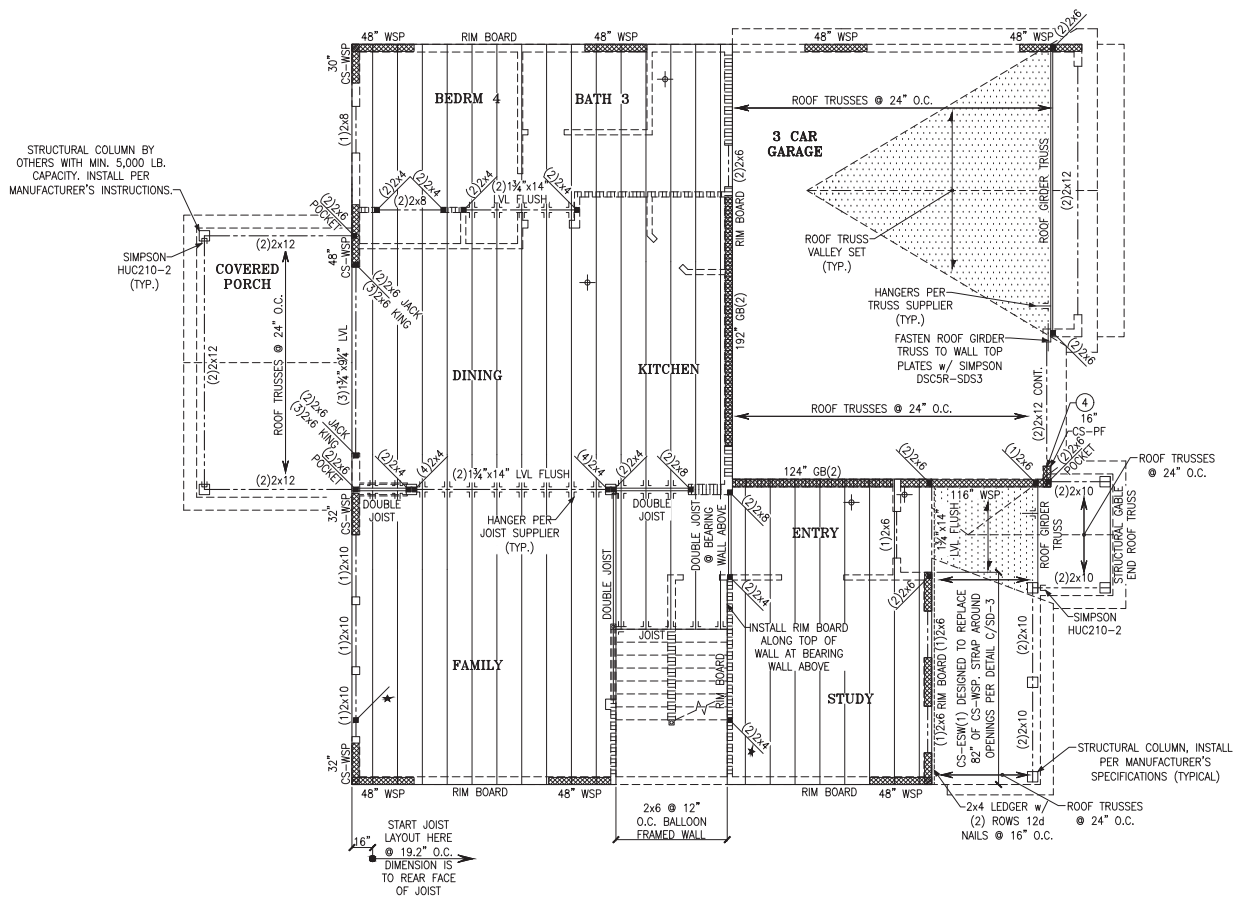 48" WSP
RIM BOARD
48" WSP
48" WSP
48" WSP
(2)2x6
30"
CS-WSP
BEDRM 4
BATH 3
ROOF TRUSSES @ 24" O.C.
3 CAR
GARAGE
(1)2x8
(2)2x6
ROOF GIRDER TRUSS
(2)2x12
STRUCTURAL COLUMN BY
OTHERS WITH MIN. 5,000 LB.
CAPACITY. INSTALL PER
MANUFACTURER'S INSTRUCTIONS.
(2)2x4
(2)2x4
(2)2x8
(2)2x4
(2)1¾"x14"
LVL FLUSH
(2)2x4
(2)2x6
POCKET
RIM BOARD
ROOF TRUSS
VALLEY SET
(TYP.)
(2)2x12
SIMPSON
HUC210-2
(TYP.)
COVERED
PORCH
48"
CS-WSP
(2)2x6 JACK
(3)2x6 KING
HANGERS PER
TRUSS SUPPLIER
(TYP.)
192" GB(2)
(2)2x12
ROOF TRUSSES @ 24" O.C.
(3)1¾"x9¼" LVL
FASTEN ROOF GIRDER
TRUSS TO WALL TOP
PLATES w/ SIMPSON
DSC5R-SDS3
(2)2x6
DINING
KITCHEN
(2)2x12 CONT.
ROOF TRUSSES @ 24" O.C.
4
16"
CS-PF
(2)2x6 JACK
(3)2x6 KING
(2)2x6
POCKET
(2)2x12
(2)2x4
(4)2x4
(2)1¾"x14" LVL FLUSH
(4)2x4
(2)2x4
(2)2x8
124" GB(2)
(2)2x6
(1)2x6
(2)2x6
POCKET
ROOF TRUSSES
@ 24" O.C.
32"
CS-WSP
DOUBLE
JOIST
HANGER PER
JOIST SUPPLIER
(TYP.)
DOUBLE
JOIST
DOUBLE JOIST
@ BEARING
WALL ABOVE
(2)2x8
ENTRY
(1)2x6
116" WSP
1¾"x14"
LVL FLUSH
ROOF GIRDER
TRUSS
(2)2x10
(2)2x10
STRUCTURAL GABLE
END ROOF TRUSS
(1)2x10
DOUBLE JOIST
(2)2x4
(2)2x6
SIMPSON
HUC210-2
JOIST
INSTALL RIM BOARD
ALONG TOP OF
WALL AT BEARING
WALL ABOVE
(1)2x10
FAMILY
RIM BOARD
STUDY
(1)2x6 RIM BOARD (1)2x6
CS-ESW(1) DESIGNED TO REPLACE
82" OF CS-WSP. STRAP AROUND
OPENINGS PER DETAIL C/SD-3
(2)2x10
(2)2x10
(1)2x10
(2)2x4
STRUCTURAL COLUMN, INSTALL
PER MANUFACTURER'S
SPECIFICATIONS (TYPICAL)
32"
CS-WSP
48" WSP
RIM BOARD
48" WSP
RIM BOARD
48" WSP
2x6 @ 12"
O.C. BALLOON
FRAMED WALL
2x4 LEDGER w/
(2) ROWS 12d
NAILS @ 16" O.C.
ROOF TRUSSES
@ 24" O.C.
16"
START JOIST
LAYOUT HERE
@ 19.2" O.C.
DIMENSION IS
TO REAR FACE
OF JOIST